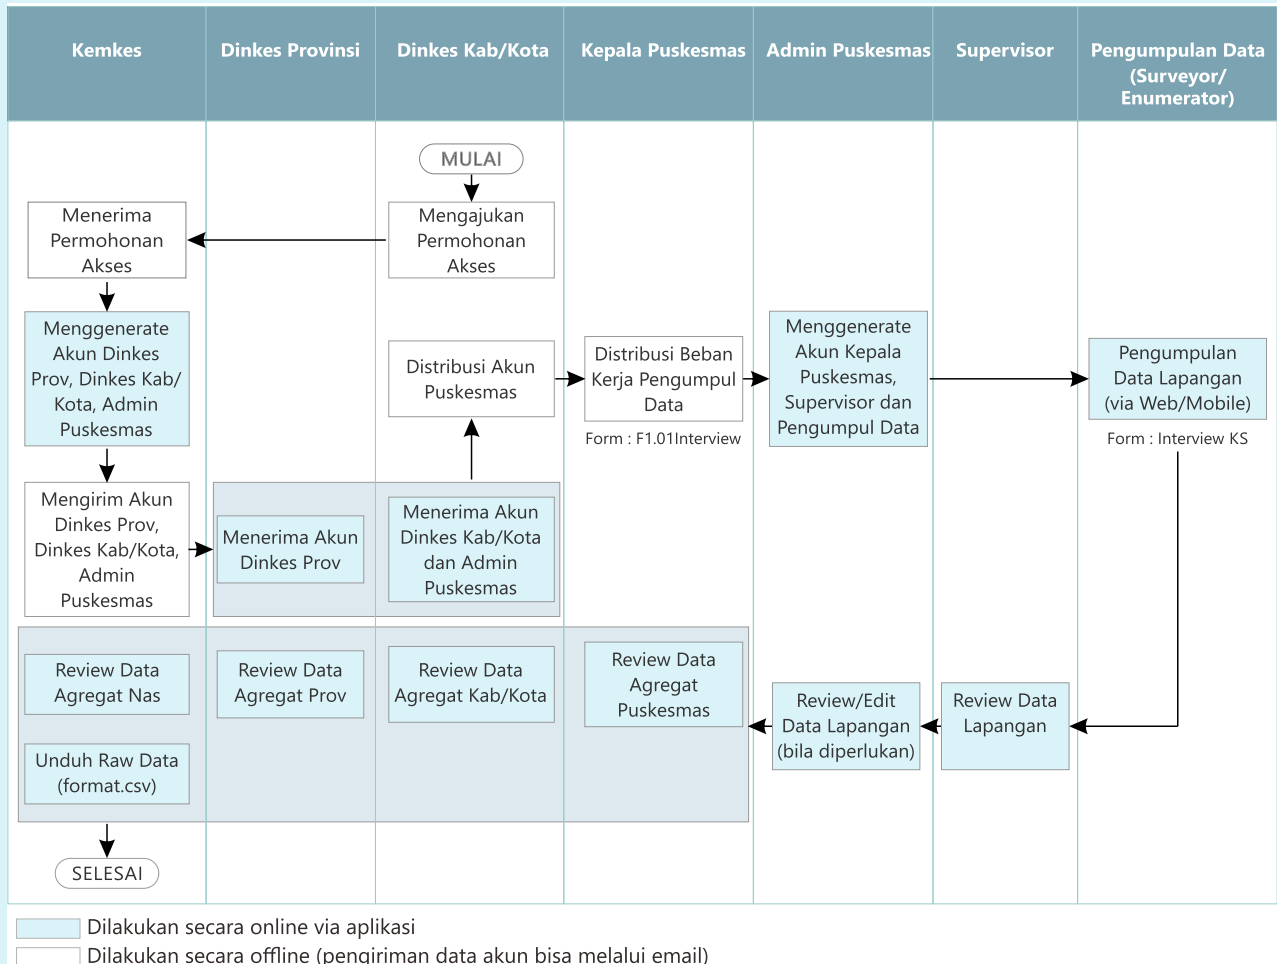 Kemkes
Dinkes Provinsi
Dinkes Kab/Kota
Kepala Puskesmas
Admin Puskesmas
Supervisor
Pengumpulan Data
(Surveyor/
Enumerator)
MULAI
Mengajukan
Permohonan
Akses
Menerima
Permohonan
Akses
Menggenerate
Akun Dinkes
Prov, Dinkes Kab/
Kota, Admin
Puskesmas
Mengirim Akun
Dinkes Prov,
Dinkes Kab/Kota,
Admin
Puskesmas
Menerima Akun
Dinkes Prov
Menerima Akun
Dinkes Kab/Kota
dan Admin
Puskesmas
Distribusi Akun
Puskesmas
Distribusi Beban
Kerja Pengumpul
Data
Form : F1.01Interview
Menggenerate
Akun Kepala
Puskesmas,
Supervisor dan
Pengumpul Data
Pengumpulan
Data Lapangan
(via Web/Mobile)
Form : Interview KS
Review Data
Lapangan
Review/Edit
Data Lapangan
(bila diperlukan)
Review Data
Agregat
Puskesmas
Review Data
Agregat Kab/Kota
Review Data
Agregat Prov
Review Data
Agregat Nas
Unduh Raw Data
(format.csv)
SELESAI
Dilakukan secara online via aplikasi
Dilakukan secara offline (pengiriman data akun bisa melalui email)